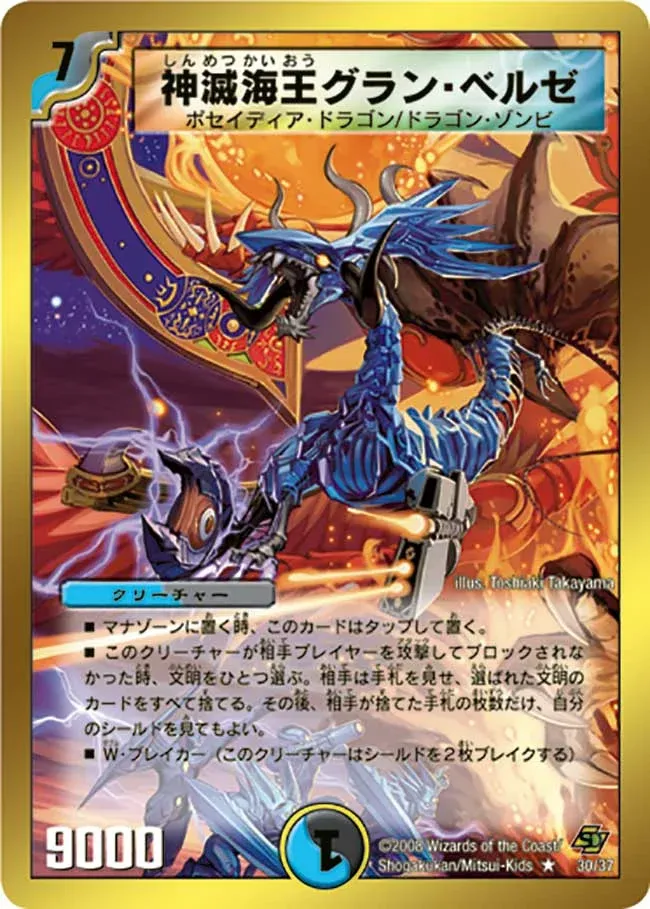 7
しんめつかいおう
神滅海王グラン・ベルゼ
ポセイディア・ドラゴン/ドラゴン・ゾンビ
illus. Toshiaki Takayama
クリーチャー
■ マナゾーンに置く時、このカードはタップして置く。
■ このクリーチャーが相手プレイヤーを攻撃してブロックされな
かった時、文明をひとつ選ぶ。相手は手札を見せ、選ばれた文明の
カードをすべて捨てる。その後、相手が捨てた手札の枚数だけ、自分
のシールドを見てもよい。
■ W・ブレイカー（このクリーチャーはシールドを2枚ブレイクする）
9000
1
©2008 Wizards of the Coast/
Shogakukan/Mitsui-Kids ★ 30/37